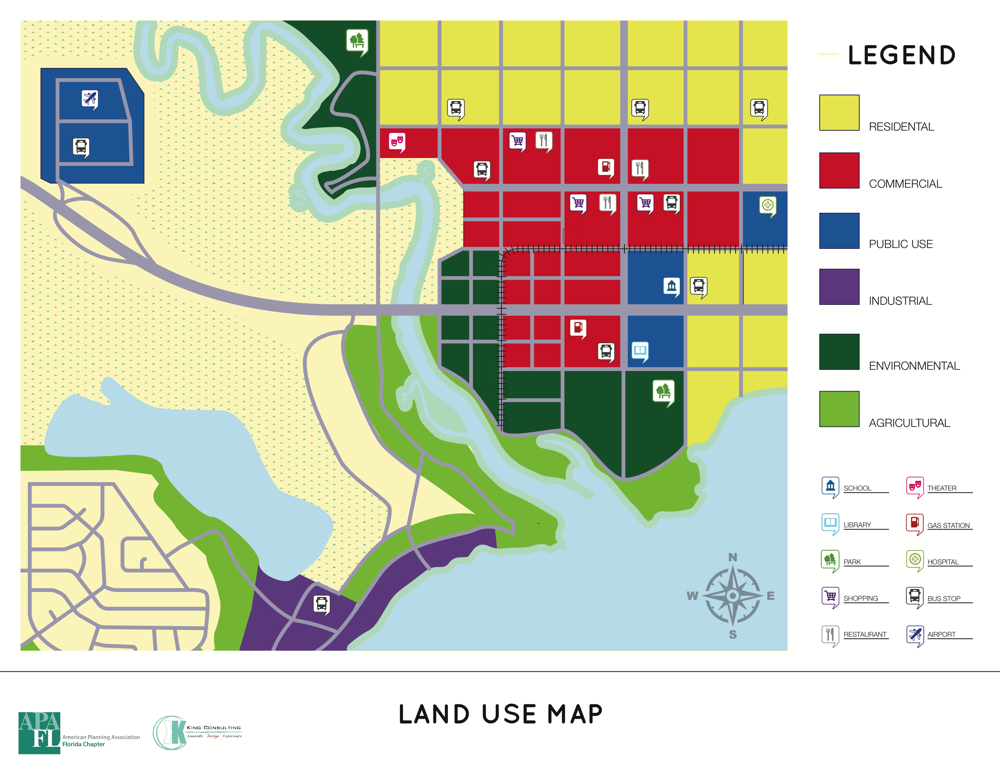 LEGEND
RESIDENTAL
COMMERCIAL
PUBLIC USE
INDUSTRIAL
ENVIRONMENTAL
AGRICULTURAL
SCHOOL
THEATER
LIBRARY
GAS STATION
PARK
HOSPITAL
SHOPPING
BUS STOP
RESTAURANT
AIRPORT
N
W
E
S
LAND USE MAP
APA
FL
American Planning Association
Florida Chapter
K
KING CONSULTING
Innovate Design Experience